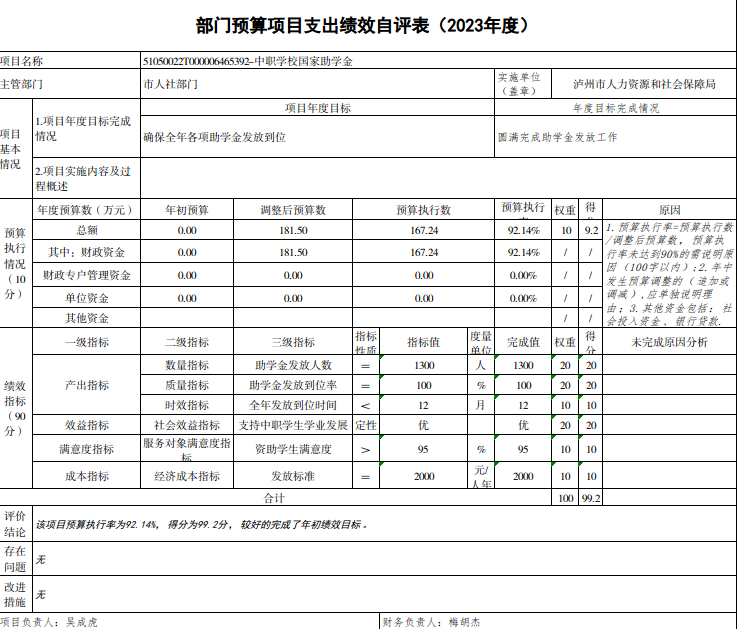 部门预算项目支出绩效自评表（2023年度）
项目名称 51050022T000006465392-中职学校国家助学金
主管部门 市人社部门 实施单位（盖章） 泸州市人力资源和社会保障局
项目基本情况 1.项目年度目标完成情况 项目年度目标 年度目标完成情况
确保全年各项助学金发放到位 圆满完成助学金发放工作
2.项目实施内容及过程概述
预算执行情况（10分） 年度预算数（万元） 年初预算 调整后预算数 预算执行数 预算执行 权重 得 原因
总额 0.00 181.50 167.24 92.14% 10 9.2
其中：财政资金 0.00 181.50 167.24 92.14% / /
财政专户管理资金 0.00 0.00 0.00 0.00% / /
单位资金 0.00 0.00 0.00 0.00% / /
其他资金 / /
1.预算执行率=预算执行数
/调整后预算数，预算执
行率未达到90%的需说明原
因（100字以内）；2.年中
发生预算调整的（追加或
调减），应单独说明理
由；3.其他资金包括：社
会投入资金、银行贷款.
绩效指标（90分） 一级指标 二级指标 三级指标 指标性质 指标值 度量单位 完成值 权重 得分 未完成原因分析
产出指标 数量指标 助学金发放人数 ＝ 1300 人 1300 20 20
质量指标 助学金发放到位率 ＝ 100 % 100 20 20
时效指标 全年发放到位时间 ＜ 12 月 12 10 10
效益指标 社会效益指标 支持中职学生学业发展 定性 优 优 20 20
满意度指标 服务对象满意度指标 资助学生满意度 ＞ 95 % 95 10 10
成本指标 经济成本指标 发放标准 ＝ 2000 元/人年 2000 10 10
合计 100 99.2
评价结论 该项目预算执行率为92.14%，得分为99.2分，较好的完成了年初绩效目标。
存在问题 无
改进措施 无
项目负责人：吴成虎 财务负责人：梅胡杰